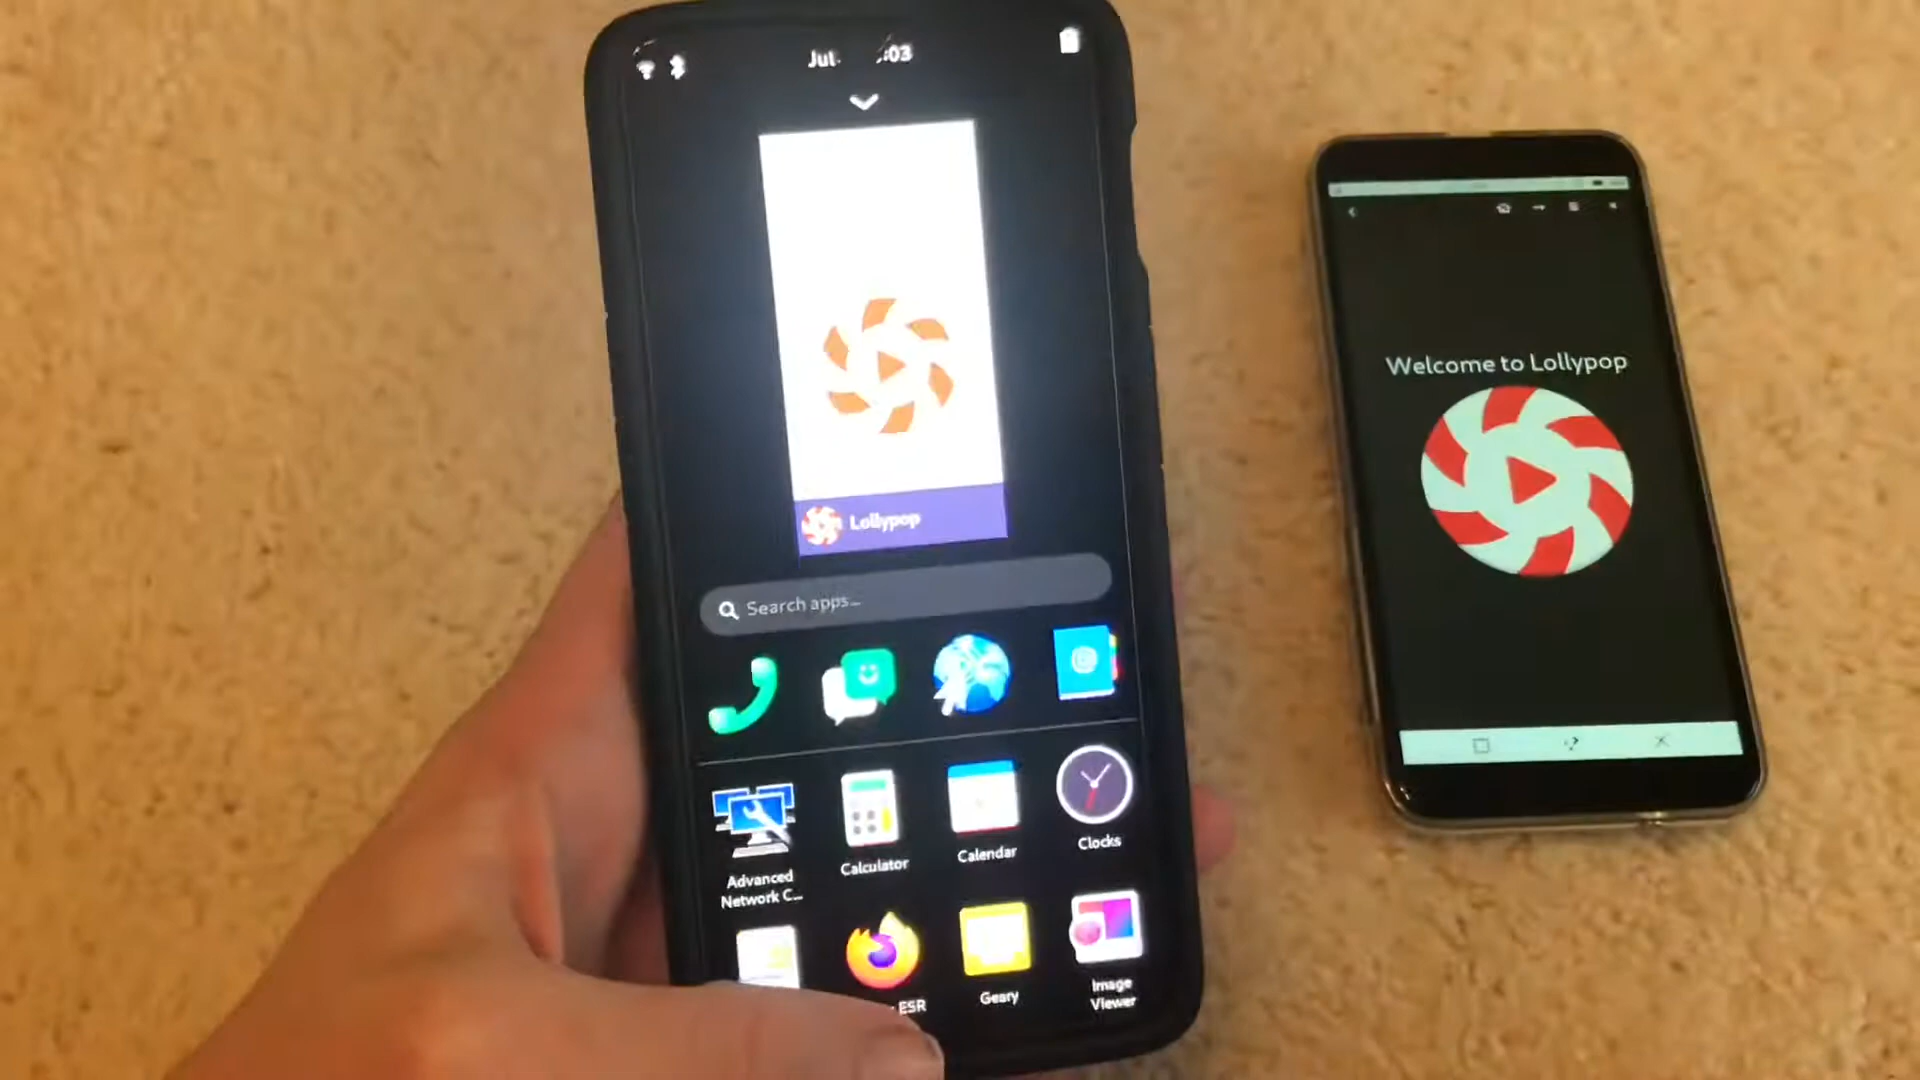 Jul
:03
Lollypop
Search apps...
Advanced
Network C...
Calculator
Calendar
Clocks
ESR
Geary
Image
Viewer
Welcome to Lollypop